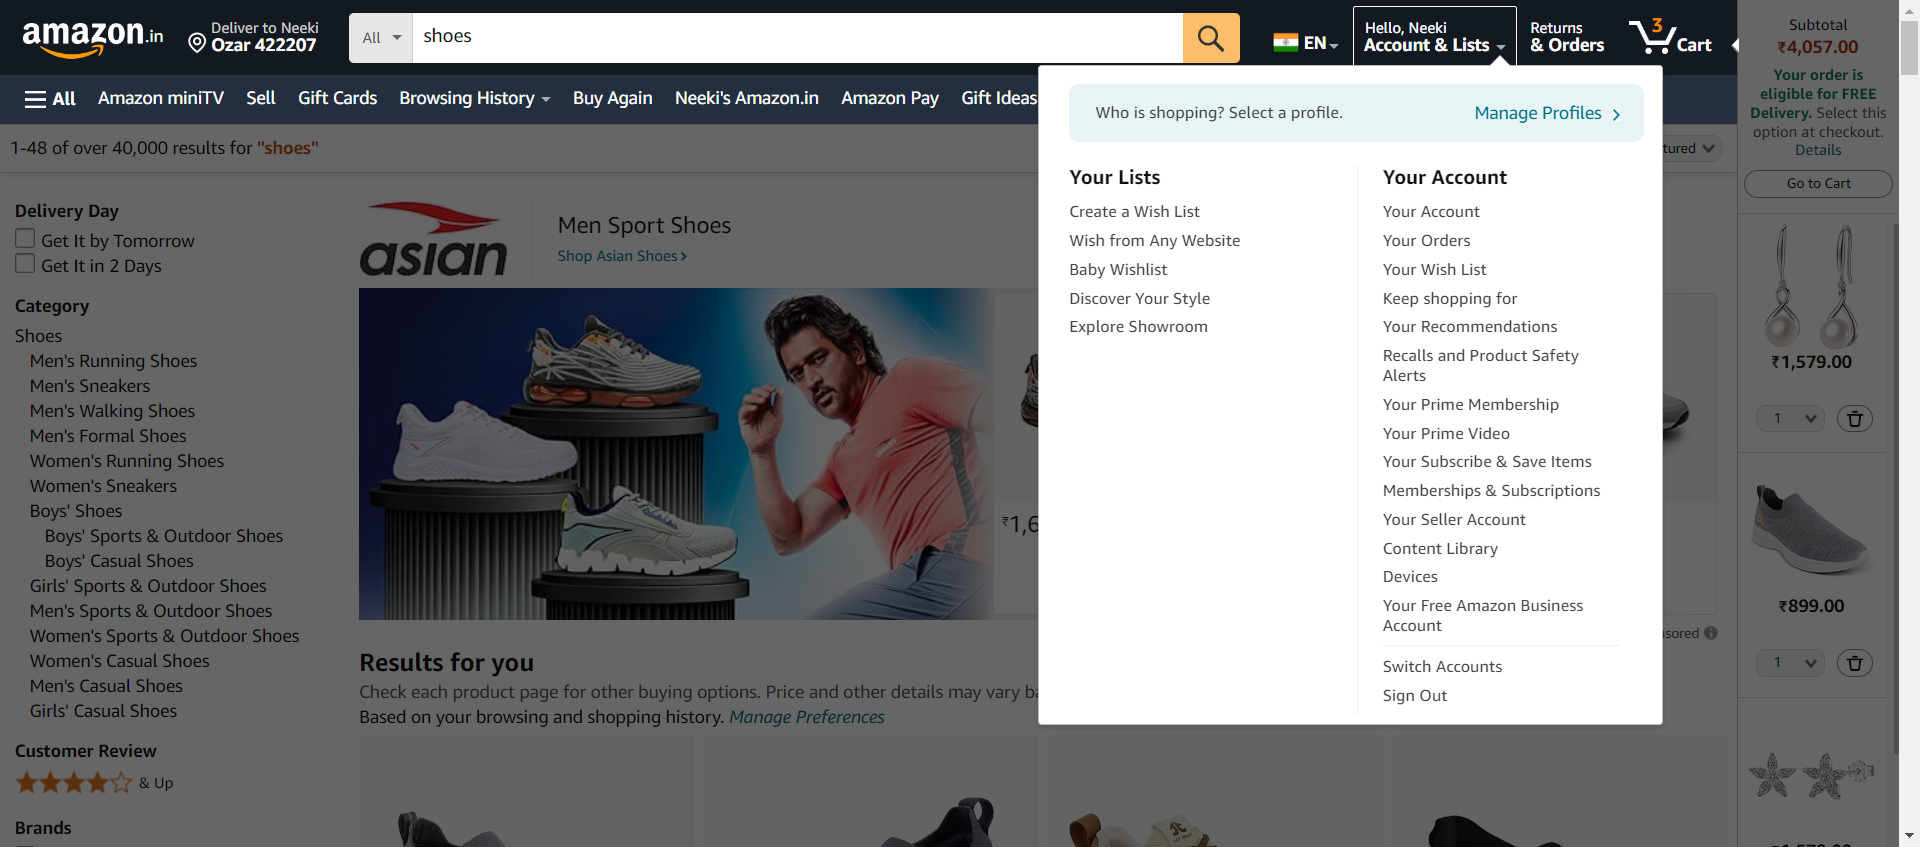 amazon.in
Deliver to Neeki
Ozar 422207
All
shoes
EN
Hello, Neeki
Account & Lists
Returns
& Orders
3
Cart
All
Amazon miniTV
Sell
Gift Cards
Browsing History
Buy Again
Neeki's Amazon.in
Amazon Pay
Gift Ideas
1-48 of over 40,000 results for "shoes"
tured
Delivery Day
Get It by Tomorrow
Get It in 2 Days
Category
Shoes
Men's Running Shoes
Men's Sneakers
Men's Walking Shoes
Men's Formal Shoes
Women's Running Shoes
Women's Sneakers
Boys' Shoes
Boys' Sports & Outdoor Shoes
Boys' Casual Shoes
Girls' Sports & Outdoor Shoes
Men's Sports & Outdoor Shoes
Women's Sports & Outdoor Shoes
Women's Casual Shoes
Men's Casual Shoes
Girls' Casual Shoes
Customer Review
& Up
Brands
asian
Men Sport Shoes
Shop Asian Shoes
₹1,6
sored
Results for you
Check each product page for other buying options. Price and other details may vary ba
Based on your browsing and shopping history. Manage Preferences
Who is shopping? Select a profile.
Manage Profiles
Your Lists
Create a Wish List
Wish from Any Website
Baby Wishlist
Discover Your Style
Explore Showroom
Your Account
Your Account
Your Orders
Your Wish List
Keep shopping for
Your Recommendations
Recalls and Product Safety
Alerts
Your Prime Membership
Your Prime Video
Your Subscribe & Save Items
Memberships & Subscriptions
Your Seller Account
Content Library
Devices
Your Free Amazon Business
Account
Switch Accounts
Sign Out
Subtotal
₹4,057.00
Your order is
eligible for FREE
Delivery. Select this
option at checkout.
Details
Go to Cart
₹1,579.00
1
₹899.00
1